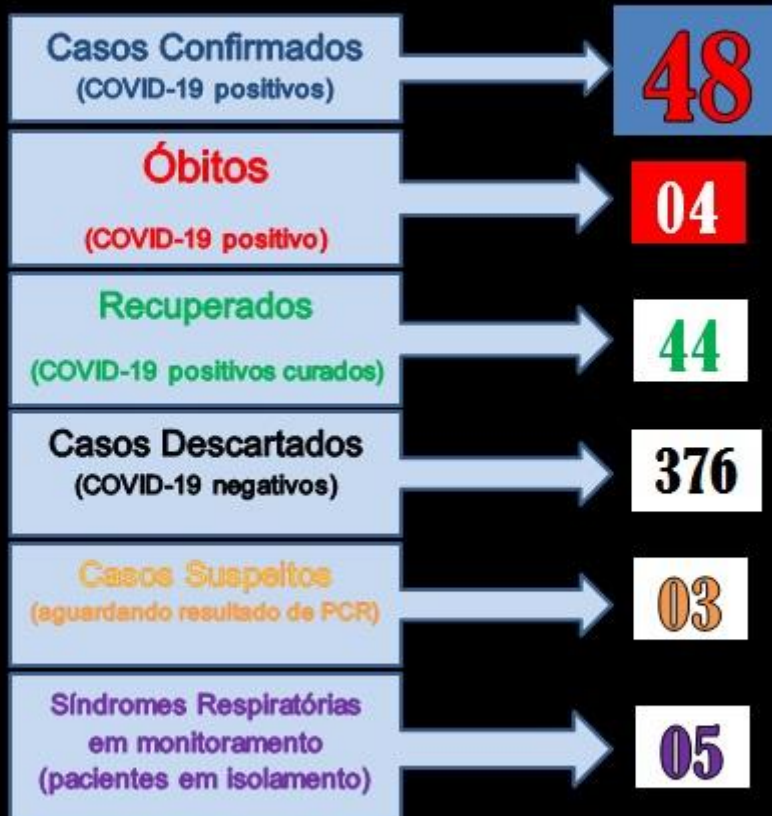 Casos Confirmados
(COVID-19 positivos)
48
Óbitos
(COVID-19 positivo)
04
Recuperados
(COVID-19 positivos curados)
44
Casos Descartados
(COVID-19 negativos)
376
Casos Suspeitos
(aguardando resultado de PCR)
03
Síndromes Respiratórias
em monitoramento
(pacientes em isolamento)
05